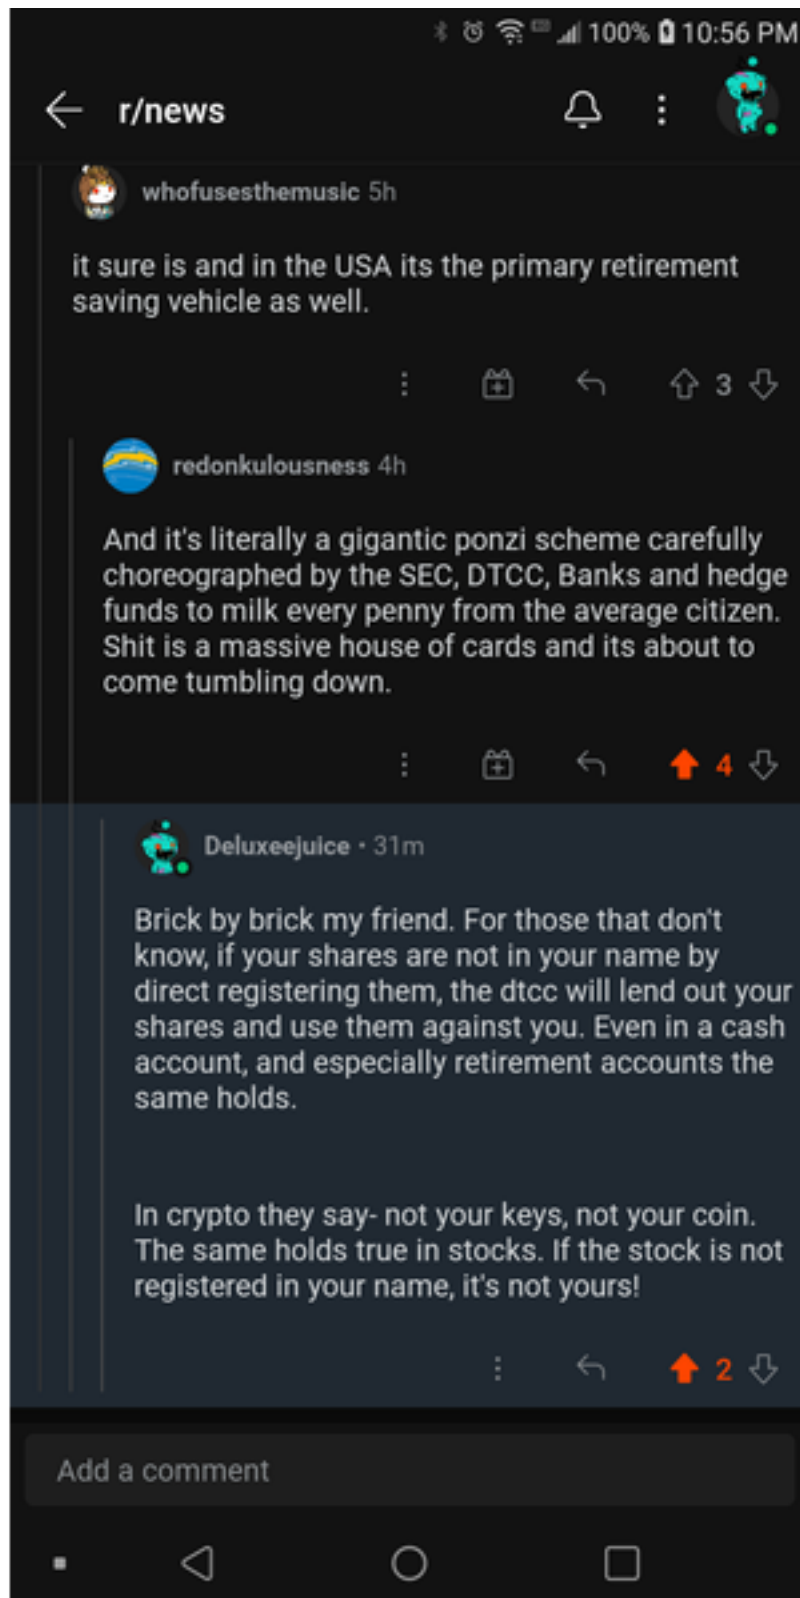 100% 10:56 PM
r/news
whofusesthemusic 5h
it sure is and in the USA its the primary retirement
saving vehicle as well.
3
redonkulousness 4h
And it's literally a gigantic ponzi scheme carefully
choreographed by the SEC, DTCC, Banks and hedge
funds to milk every penny from the average citizen.
Shit is a massive house of cards and its about to
come tumbling down.
4
Deluxeejuice • 31m
Brick by brick my friend. For those that don't
know, if your shares are not in your name by
direct registering them, the dtcc will lend out your
shares and use them against you. Even in a cash
account, and especially retirement accounts the
same holds.
In crypto they say- not your keys, not your coin.
The same holds true in stocks. If the stock is not
registered in your name, it's not yours!
2
Add a comment